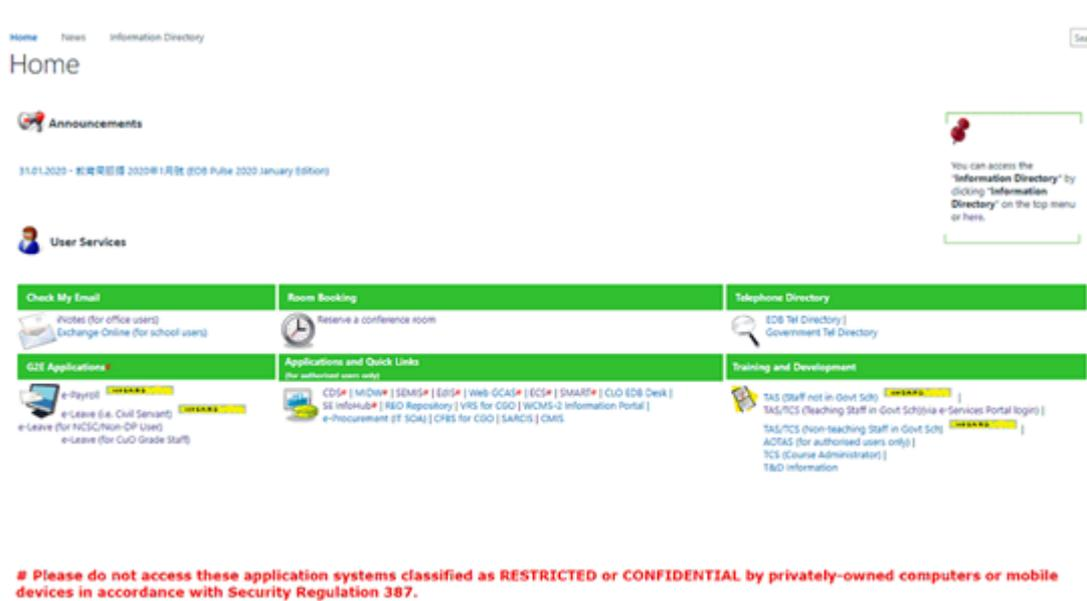 Home News Information Directory
Home
Announcements
31.01.2020 - 2020年1月號 (EDB Pulse 2020 January Edition)
You can access the
"Information Directory" by
clicking "Information
Directory" on the top menu
or here.
User Services
Check My Email
iNotes (for office users)
Exchange Online (for school users)
Room Booking
Reserve a conference room
Telephone Directory
EDB Tel Directory |
Government Tel Directory
G2E Applications#
e-Payroll
e-Leave (i.e. Civil Servant)
e-Leave (for NCSC/Non-DP User)
e-Leave (for CuO Grade Staff)
Applications and Quick Links
(for authorised users only)
CDS# | MIDW# | SEMIS# | EdIS# | Web GCAS# | ECS# | SMART# | CLO EDB Desk |
SE InfoHub# | REO Repository | VRS for CGO | WCMS-2 Information Portal |
e-Procurement (IT SOA) | CFBS for CGO | SARCIS | OMIS
Training and Development
TAS (Staff not in Govt Sch) |
TAS/TCS (Teaching Staff in Govt Sch)(via e-Services Portal login) |
TAS/TCS (Non-teaching Staff in Govt Sch) |
AOTAS (for authorised users only) |
TCS (Course Administrator) |
T&D Information
# Please do not access these application systems classified as RESTRICTED or CONFIDENTIAL by privately-owned computers or mobile
devices in accordance with Security Regulation 387.